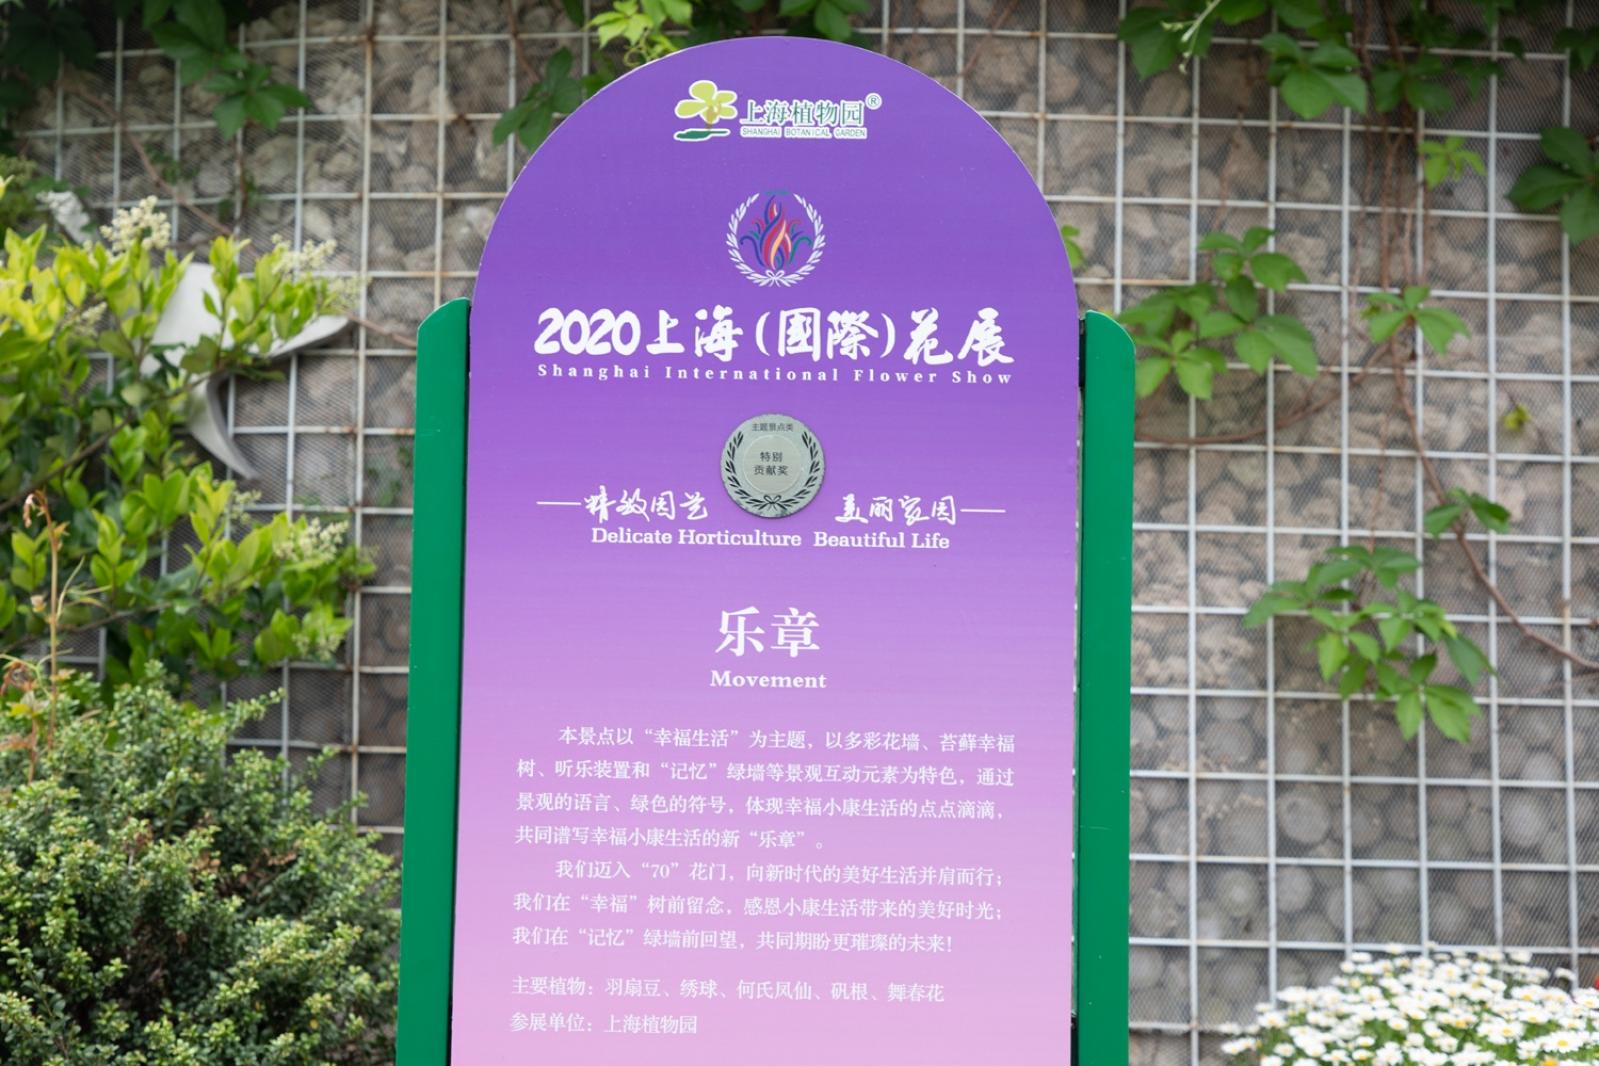 上海植物园®
SHANGHAI BOTANICAL GARDEN
2020上海(國際)花展
Shanghai International Flower Show
主题景点类
特别
贡献奖
精致园艺 美丽家园
Delicate Horticulture Beautiful Life
乐章
Movement
本景点以“幸福生活”为主题，以多彩花墙、苔藓幸福
树、听乐装置和“记忆”绿墙等景观互动元素为特色，通过
景观的语言、绿色的符号，体现幸福小康生活的点点滴滴，
共同谱写幸福小康生活的新“乐章”。
我们迈入“70”花门，向新时代的美好生活并肩而行；
我们在“幸福”树前留念，感恩小康生活带来的美好时光；
我们在“记忆”绿墙前回望，共同期盼更璀璨的未来！
主要植物：羽扇豆、绣球、何氏凤仙、矾根、舞春花
参展单位：上海植物园